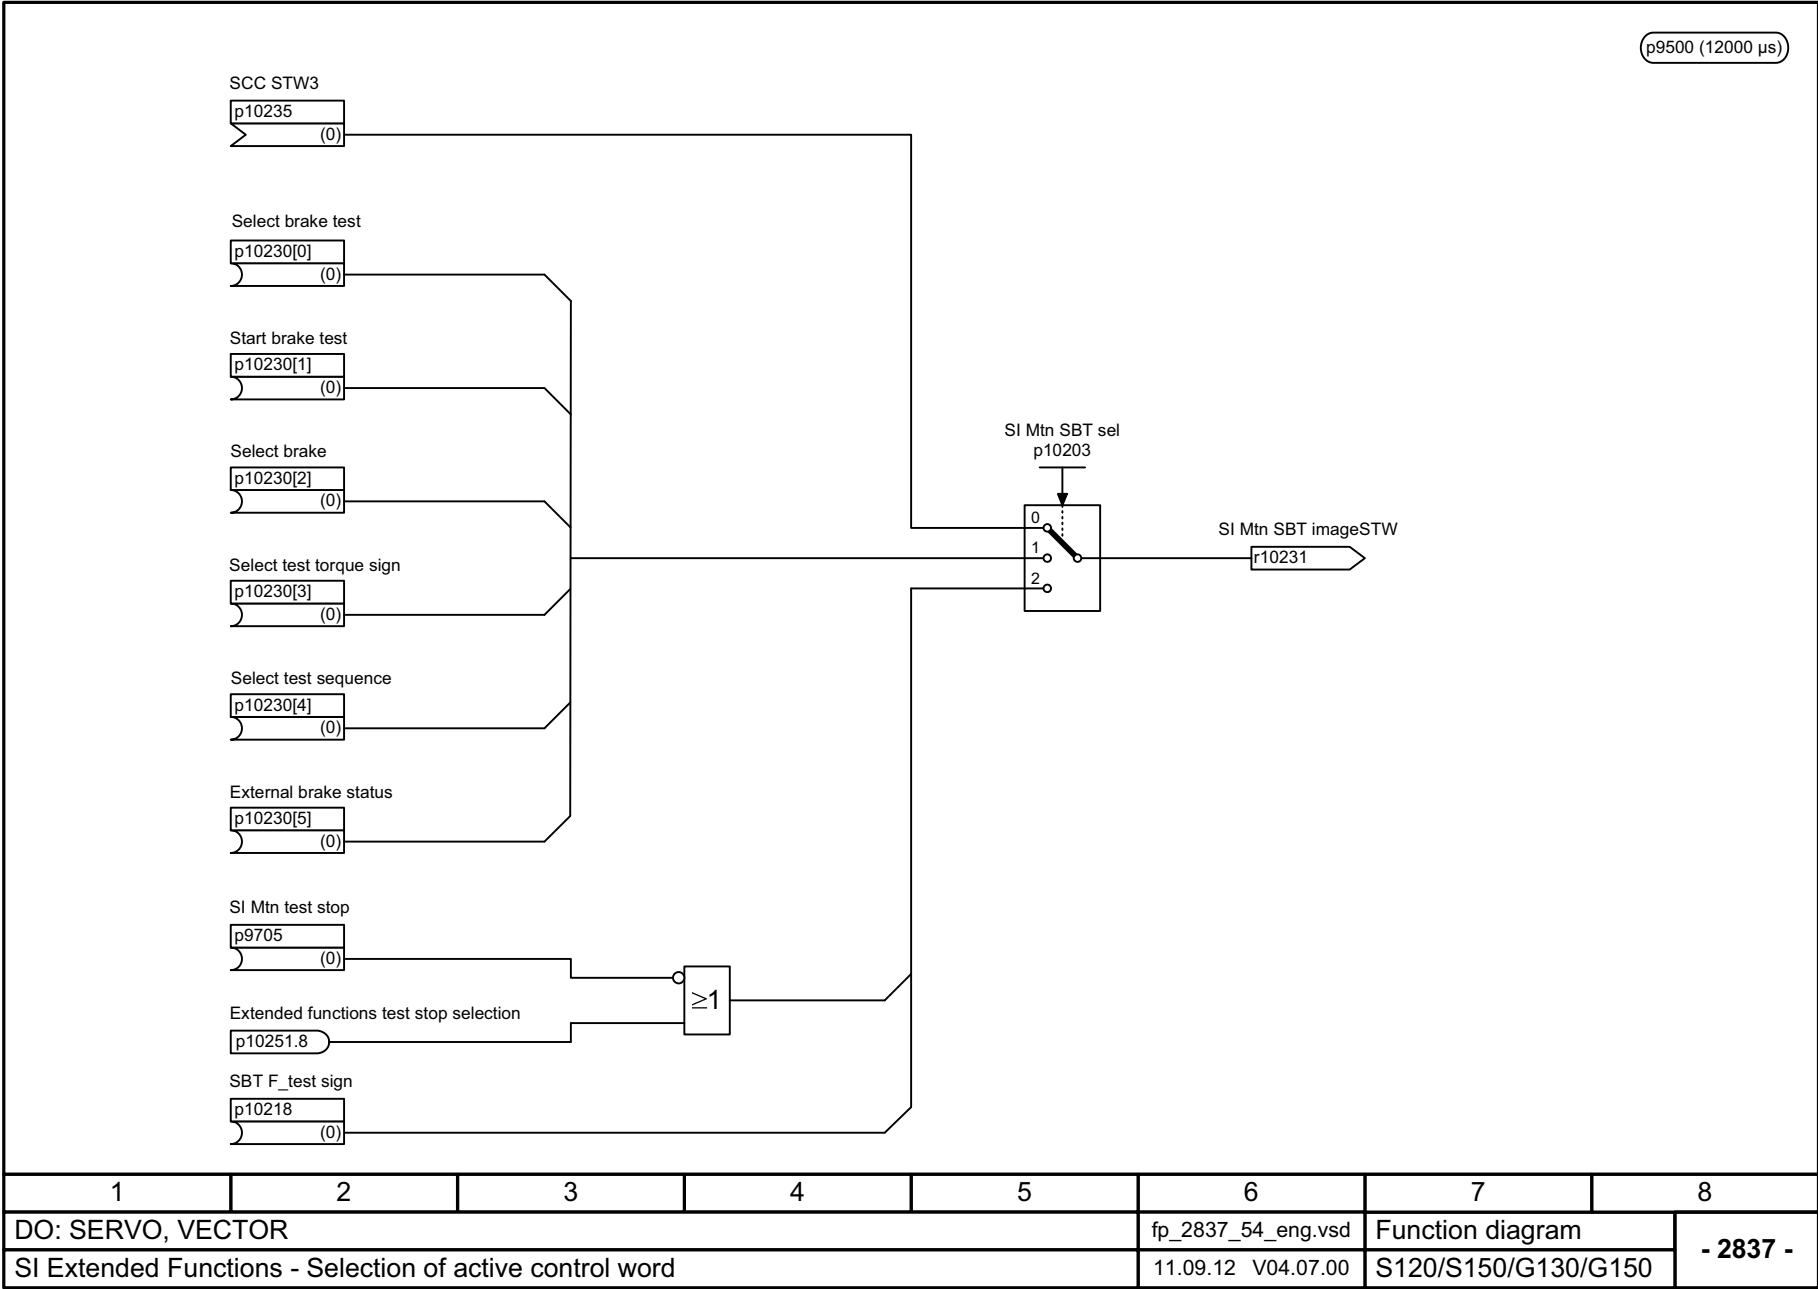 p9500 (12000 µs)
SCC STW3
p10235
(0)
Select brake test
p10230[0]
(0)
Start brake test
p10230[1]
(0)
Select brake
p10230[2]
(0)
Select test torque sign
p10230[3]
(0)
Select test sequence
p10230[4]
(0)
External brake status
p10230[5]
(0)
SI Mtn test stop
p9705
(0)
Extended functions test stop selection
p10251.8
SBT F_test sign
p10218
(0)
≥1
SI Mtn SBT sel
p10203
0
1
2
SI Mtn SBT imageSTW
r10231
1 2 3 4 5 6 7 8
DO: SERVO, VECTOR fp_2837_54_eng.vsd Function diagram
- 2837 -
SI Extended Functions - Selection of active control word 11.09.12 V04.07.00 S120/S150/G130/G150